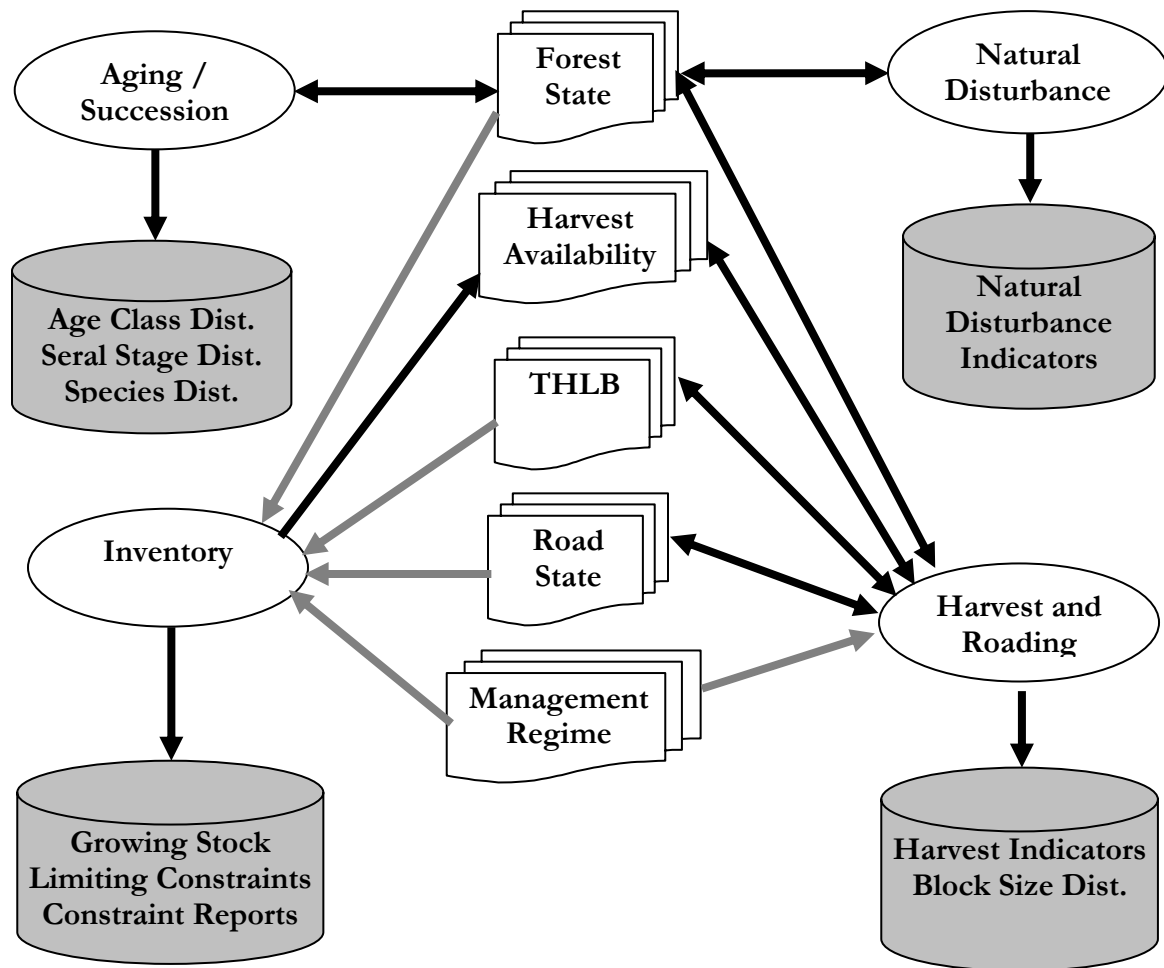 Aging /
Succession
Forest
State
Natural
Disturbance
Harvest
Availability
Age Class Dist.
Seral Stage Dist.
Species Dist.
Natural
Disturbance
Indicators
THLB
Inventory
Road
State
Harvest and
Roading
Management
Regime
Growing Stock
Limiting Constraints
Constraint Reports
Harvest Indicators
Block Size Dist.